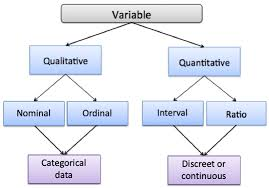 Variable
Qualitative
Quantitative
Nominal
Ordinal
Interval
Ratio
Categorical
data
Discreet or
continuous